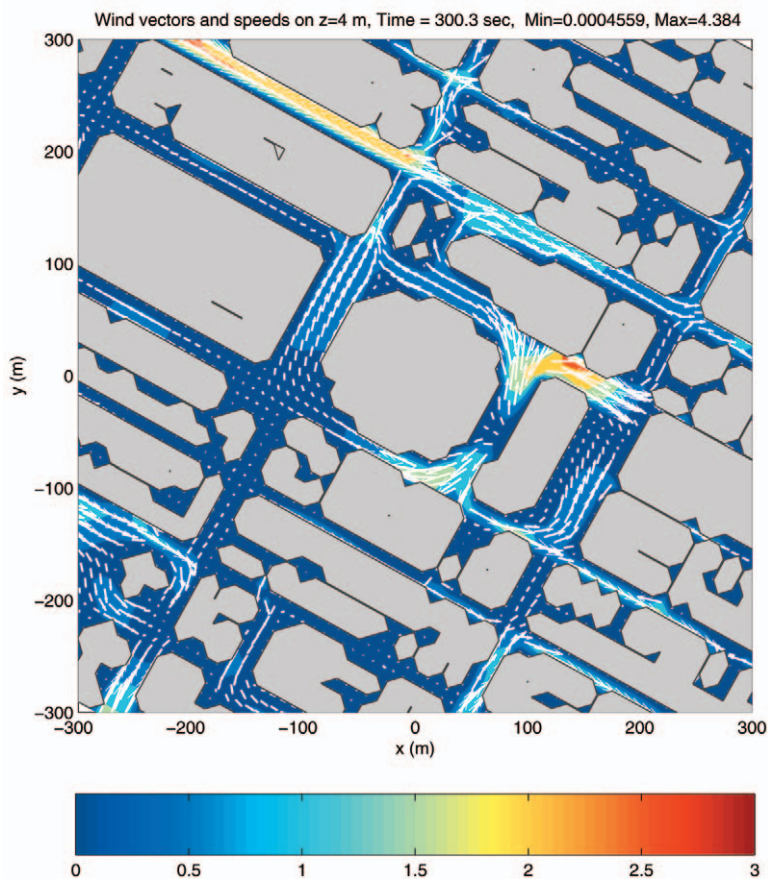 Wind vectors and speeds on z=4 m, Time = 300.3 sec,  Min=0.0004559, Max=4.384
300
200
100
0
−100
−200
−300
y (m)
−300 −200 −100 0 100 200 300
x (m)
0 0.5 1 1.5 2 2.5 3